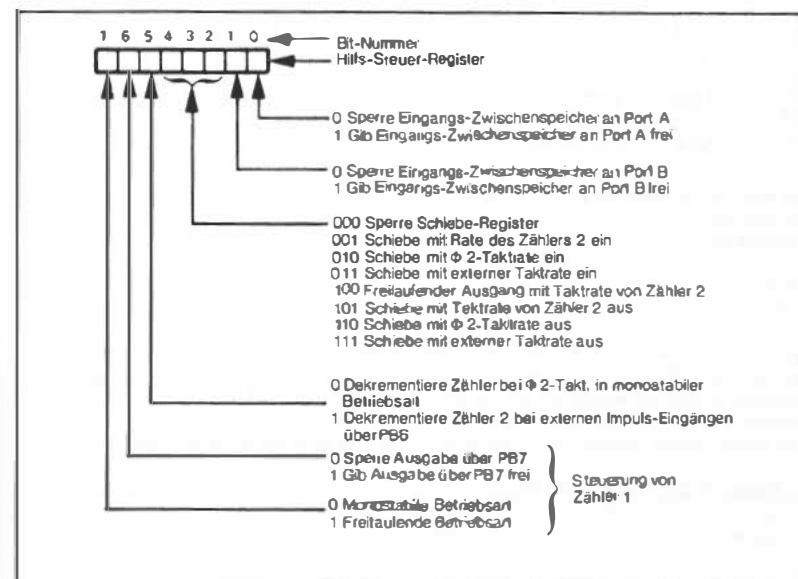 1 6 5 4 3 2 1 0 Bit-Nummer
Hilfs-Steuer-Register
0 Sperre Eingangs-Zwischenspeicher an Port A
1 Gib Eingangs-Zwischenspeicher an Port A frei
0 Sperre Eingangs-Zwischenspeicher an Port B
1 Gib Eingangs-Zwischenspeicher an Port B frei
000 Sperre Schiebe-Register
001 Schiebe mit Rate des Zählers 2 ein
010 Schiebe mit Φ 2-Taktrate ein
011 Schiebe mit externer Taktrate ein
100 Freilaufender Ausgang mit Taktrate von Zähler 2
101 Schiebe mit Taktrate von Zähler 2 aus
110 Schiebe mit Φ 2-Taktrate aus
111 Schiebe mit externer Taktrate aus
0 Dekrementiere Zähler bei Φ 2-Takt, in monostabiler
Betriebsart
1 Dekrementiere Zähler 2 bei externen Impuls-Eingängen
über PB6
0 Sperre Ausgabe über PB7
1 Gib Ausgabe über PB7 frei
Steuerung von
Zähler 1
0 Monostabile Betriebsart
1 Freilaufende Betriebsart